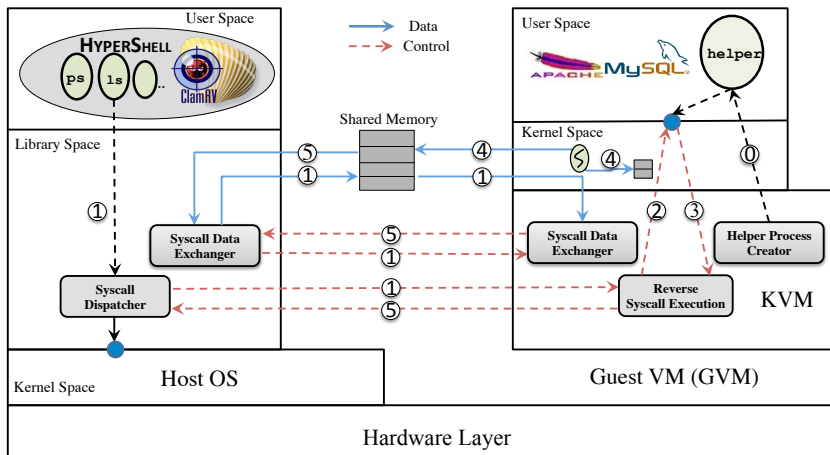 User Space
HYPERSHELL
ps
ls
..
ClamAV
Data
Control
User Space
APACHE
MySQL
helper
Library Space
Shared Memory
Kernel Space
5
4
4
0
1
1
1
2
3
Syscall Data
Exchanger
5
1
Syscall Data
Exchanger
Helper Process
Creator
Syscall
Dispatcher
1
5
Reverse
Syscall Execution
KVM
Kernel Space
Host OS
Guest VM (GVM)
Hardware Layer